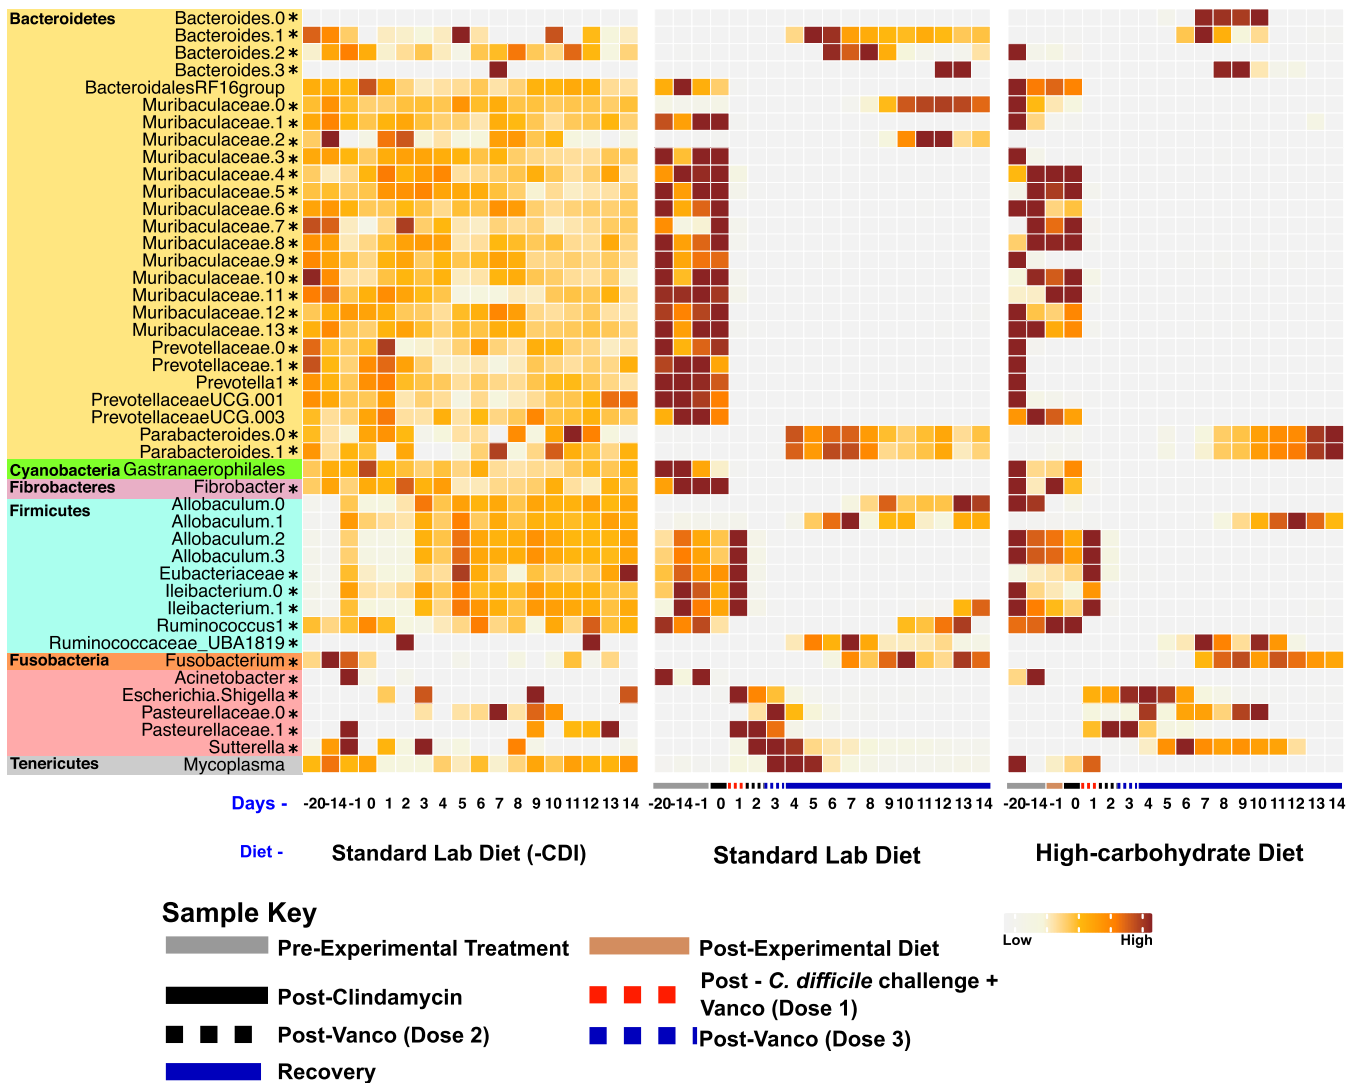 Bacteroidetes Bacteroides.0 *
Bacteroides.1 *
Bacteroides.2 *
Bacteroides.3 *
BacteroidalesRF16group
Muribaculaceae.0 *
Muribaculaceae.1 *
Muribaculaceae.2 *
Muribaculaceae.3 *
Muribaculaceae.4 *
Muribaculaceae.5 *
Muribaculaceae.6 *
Muribaculaceae.7 *
Muribaculaceae.8 *
Muribaculaceae.9 *
Muribaculaceae.10 *
Muribaculaceae.11 *
Muribaculaceae.12 *
Muribaculaceae.13 *
Prevotellaceae.0 *
Prevotellaceae.1 *
Prevotella1 *
PrevotellaceaeUCG.001
PrevotellaceaeUCG.003
Parabacteroides.0 *
Parabacteroides.1 *
Cyanobacteria Gastranaerophilales
Fibrobacteres Fibrobacter *
Firmicutes Allobaculum.0
Allobaculum.1
Allobaculum.2
Allobaculum.3
Eubacteriaceae *
Ileibacterium.0 *
Ileibacterium.1 *
Ruminococcus1 *
Ruminococcaceae_UBA1819 *
Fusobacteria Fusobacterium *
Acinetobacter *
Escherichia.Shigella *
Pasteurellaceae.0 *
Pasteurellaceae.1 *
Sutterella *
Tenericutes Mycoplasma
Days - -20 -14 -1 0 1 2 3 4 5 6 7 8 9 10 11 12 13 14 -20 -14 -1 0 1 2 3 4 5 6 7 8 9 10 11 12 13 14 -20 -14 -1 0 1 2 3 4 5 6 7 8 9 10 11 12 13 14
Diet - Standard Lab Diet (-CDI) Standard Lab Diet High-carbohydrate Diet
Sample Key
Low High
Pre-Experimental Treatment Post-Experimental Diet
Post-Clindamycin Post - C. difficile challenge +
Vanco (Dose 1)
Post-Vanco (Dose 2) Post-Vanco (Dose 3)
Recovery